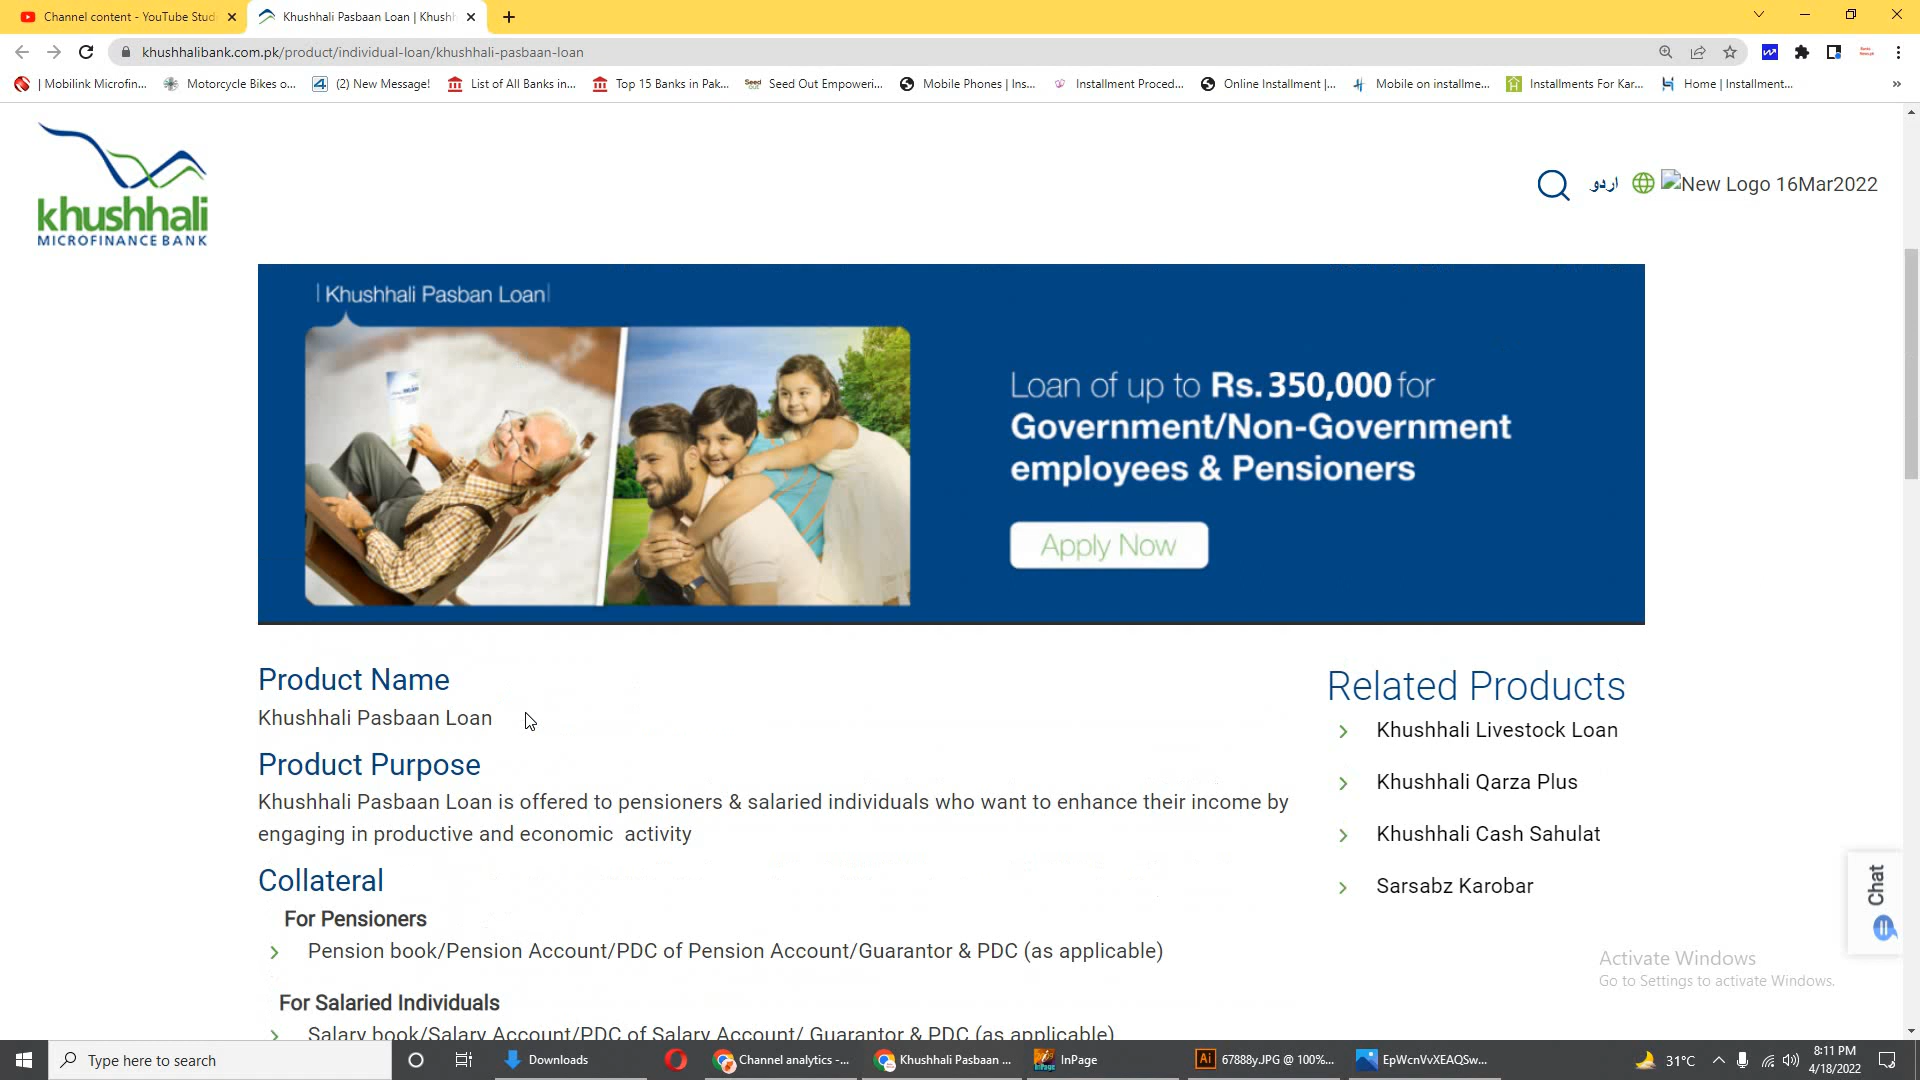 Channel content - YouTube Stud
Khushhali Pasbaan Loan | Khushh
khushhalibank.com.pk/product/individual-loan/khushhali-pasbaan-loan
| Mobilink Microfin...
Motorcycle Bikes o...
(2) New Message!
List of All Banks in...
Top 15 Banks in Pak...
Seed Out Empoweri...
Mobile Phones | Ins...
Installment Proced...
Online Installment |...
Mobile on installme...
Installments For Kar...
Home | Installment...
khushhali
MICROFINANCE BANK
اردو
New Logo 16Mar2022
|Khushhali Pasban Loan|
Loan of up to Rs. 350,000 for
Government/Non-Government
employees & Pensioners
Apply Now
Product Name
Khushhali Pasbaan Loan
Product Purpose
Khushhali Pasbaan Loan is offered to pensioners & salaried individuals who want to enhance their income by
engaging in productive and economic activity
Collateral
For Pensioners
Pension book/Pension Account/PDC of Pension Account/Guarantor & PDC (as applicable)
For Salaried Individuals
Salary book/Salary Account/PDC of Salary Account/ Guarantor & PDC (as applicable)
Related Products
Khushhali Livestock Loan
Khushhali Qarza Plus
Khushhali Cash Sahulat
Sarsabz Karobar
Chat
Activate Windows
Go to Settings to activate Windows.
Type here to search
Downloads
Channel analytics -...
Khushhali Pasbaan ...
InPage
67888y.JPG @ 100%...
EpWcnVvXEAQSw...
31°C
8:11 PM
4/18/2022